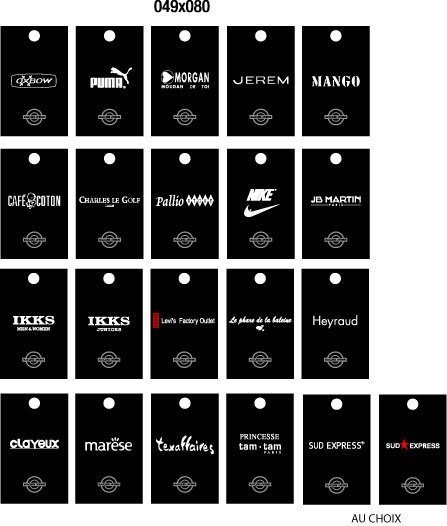 049x080
OXBOW
PUMA
MORGAN
MORGAN DE TOI
JEREM
MANGO
CAFÉ COTON
CHARLES LE GOLF
Pallio
NIKE
JB MARTIN
PARIS
IKKS
MEN & WOMEN
IKKS
JUNIORS
Levi's Factory Outlet
Le phare de la baleine
Heyraud
clayeux
marèse
texaffaires
PRINCESSE
tam·tam
PARIS
SUD EXPRESS
SUD EXPRESS
AU CHOIX